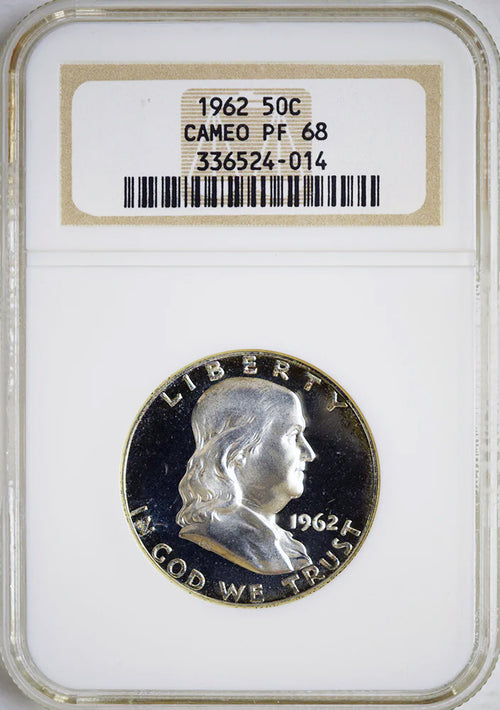 1962 50C
CAMEO PF 68
336524-014
LIBERTY
1962
IN GOD WE TRUST